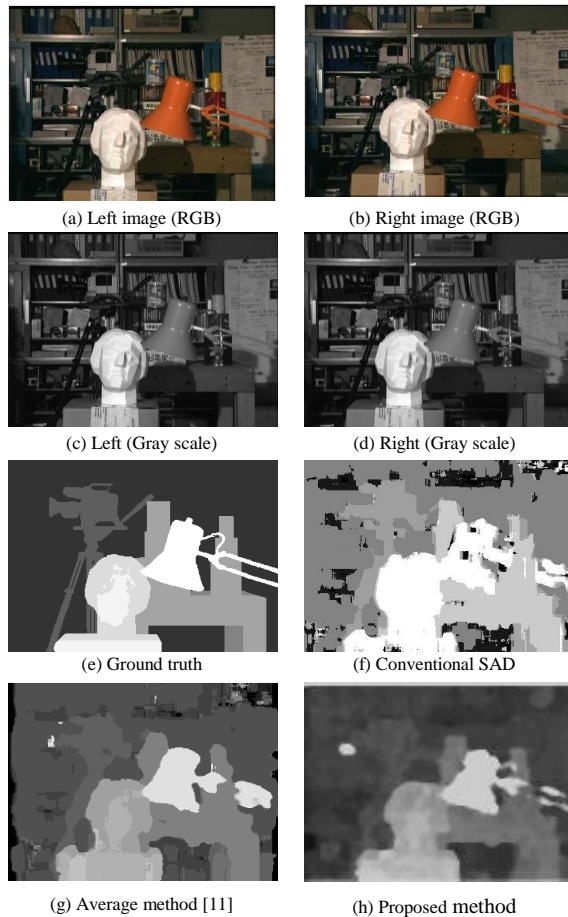 (a) Left image (RGB)
(b) Right image (RGB)
(c) Left (Gray scale)
(d) Right (Gray scale)
(e) Ground truth
(f) Conventional SAD
(g) Average method [11]
(h) Proposed method